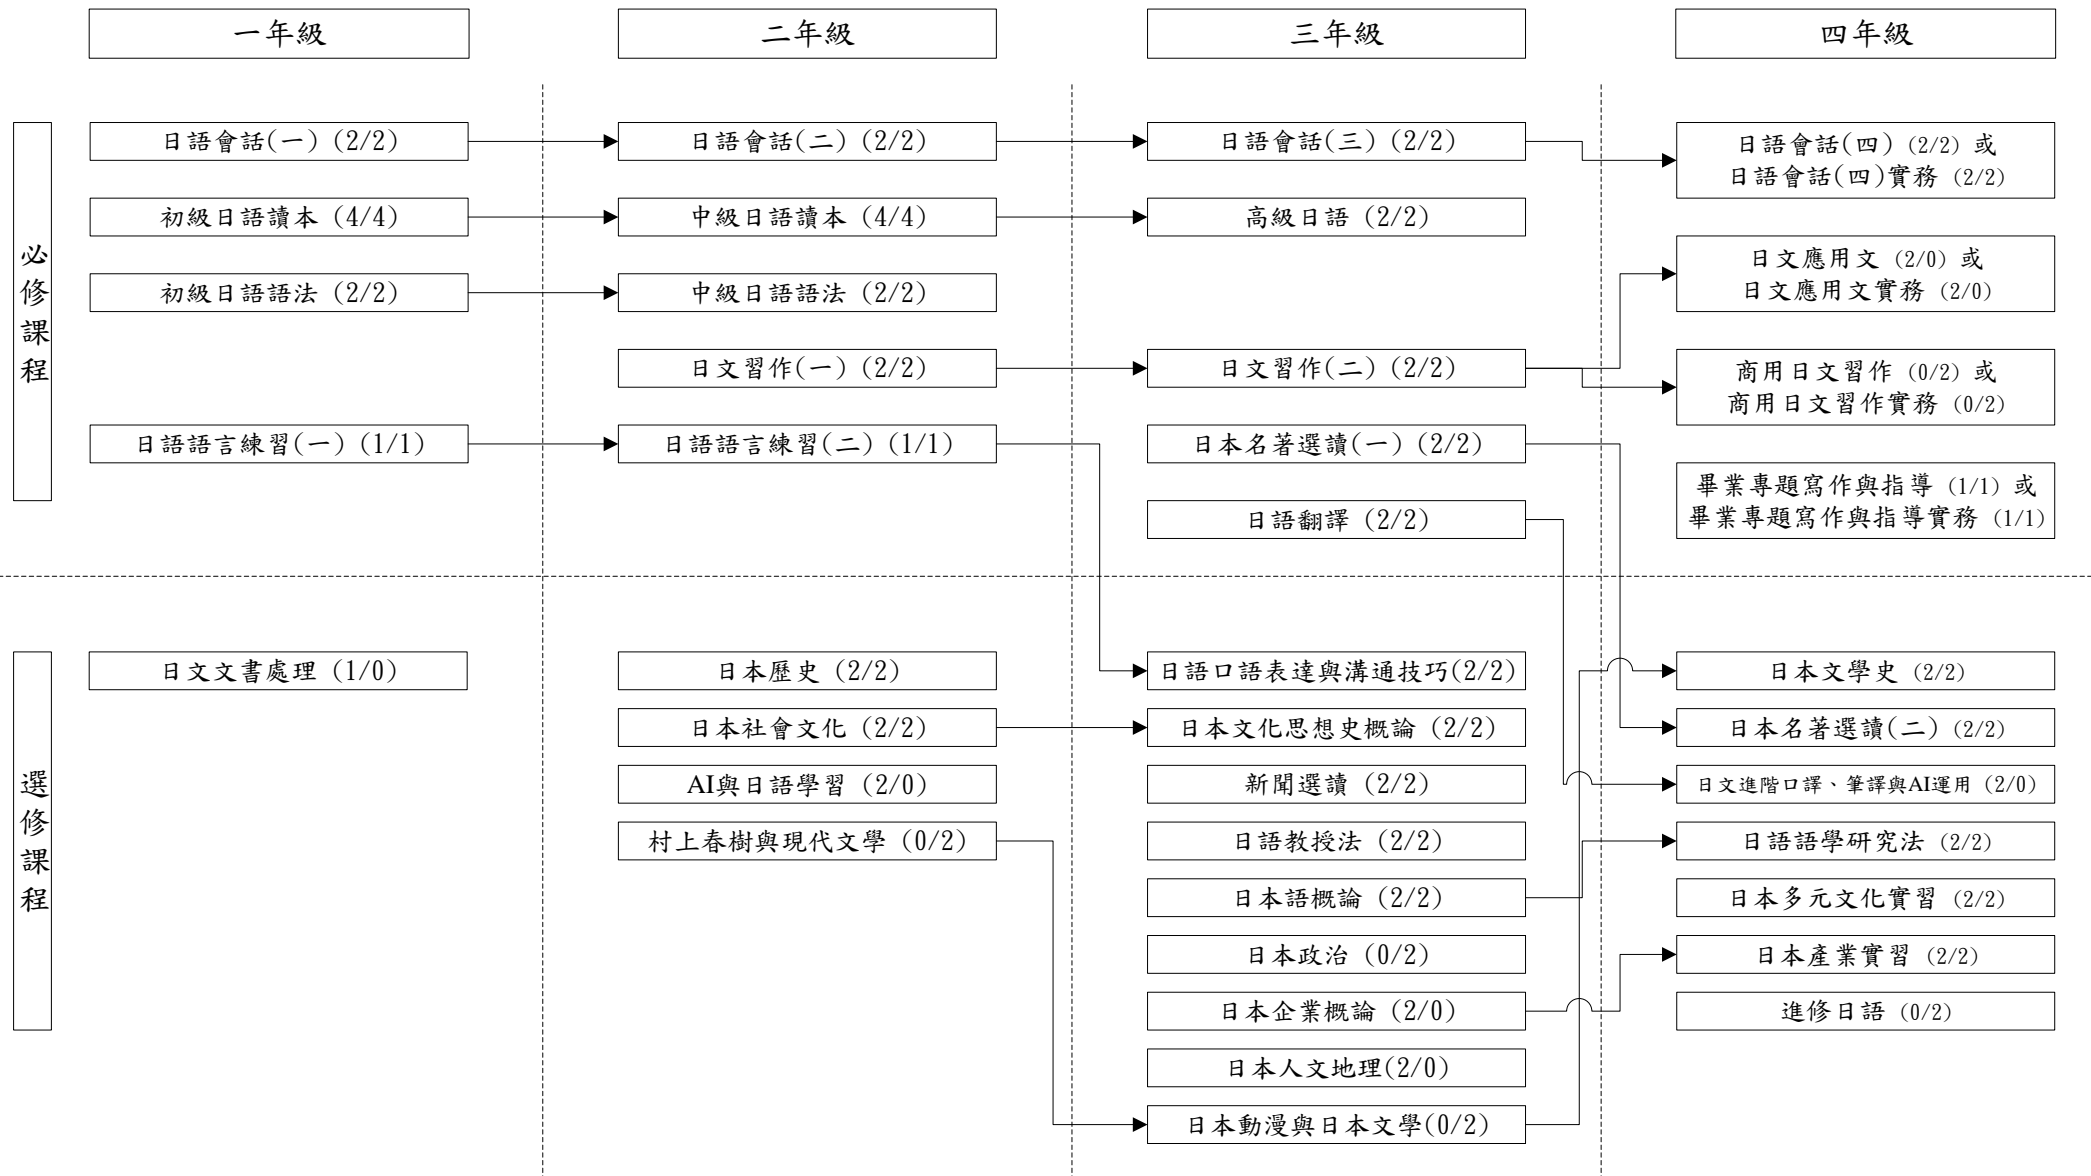 一年級
二年級
三年級
四年級
必修課程
日語會話(一) (2/2)
日語會話(二) (2/2)
日語會話(三) (2/2)
日語會話(四) (2/2) 或
日語會話(四)實務 (2/2)
初級日語讀本 (4/4)
中級日語讀本 (4/4)
高級日語 (2/2)
初級日語語法 (2/2)
中級日語語法 (2/2)
日文應用文 (2/0) 或
日文應用文實務 (2/0)
日文習作(一) (2/2)
日文習作(二) (2/2)
商用日文習作 (0/2) 或
商用日文習作實務 (0/2)
日語語言練習(一) (1/1)
日語語言練習(二) (1/1)
日本名著選讀(一) (2/2)
日語翻譯 (2/2)
畢業專題寫作與指導 (1/1) 或
畢業專題寫作與指導實務 (1/1)
選修課程
日文文書處理 (1/0)
日本歷史 (2/2)
日語口語表達與溝通技巧(2/2)
日本文學史 (2/2)
日本社會文化 (2/2)
日本文化思想史概論 (2/2)
日本名著選讀(二) (2/2)
AI與日語學習 (2/0)
新聞選讀 (2/2)
日文進階口譯、筆譯與AI運用 (2/0)
村上春樹與現代文學 (0/2)
日語教授法 (2/2)
日語語學研究法 (2/2)
日本語概論 (2/2)
日本多元文化實習 (2/2)
日本政治 (0/2)
日本產業實習 (2/2)
日本企業概論 (2/0)
進修日語 (0/2)
日本人文地理(2/0)
日本動漫與日本文學(0/2)